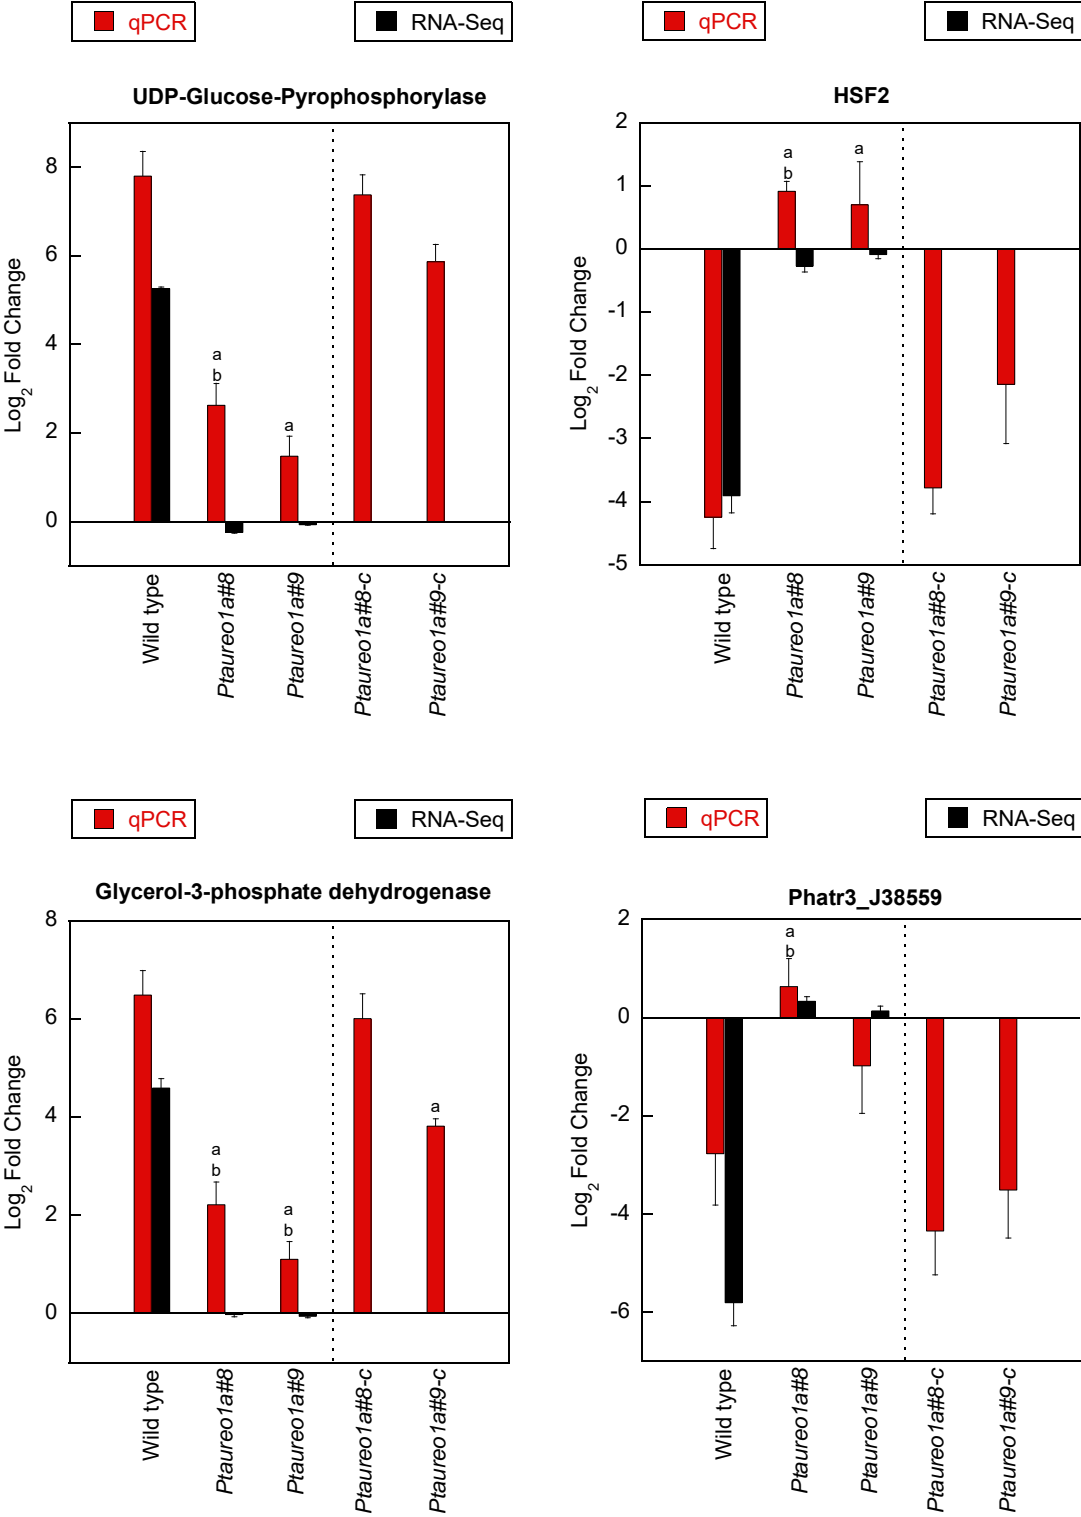 qPCR
RNA-Seq
UDP-Glucose-Pyrophosphorylase
Log2 Fold Change
8
6
4
2
0
a
b
a
Wild type
Ptaureo1a#8
Ptaureo1a#9
Ptaureo1a#8-c
Ptaureo1a#9-c
qPCR
RNA-Seq
HSF2
Log2 Fold Change
2
1
0
-1
-2
-3
-4
-5
a
b
a
Wild type
Ptaureo1a#8
Ptaureo1a#9
Ptaureo1a#8-c
Ptaureo1a#9-c
qPCR
RNA-Seq
Glycerol-3-phosphate dehydrogenase
Log2 Fold Change
8
6
4
2
0
a
b
a
b
a
Wild type
Ptaureo1a#8
Ptaureo1a#9
Ptaureo1a#8-c
Ptaureo1a#9-c
qPCR
RNA-Seq
Phatr3_J38559
Log2 Fold Change
2
0
-2
-4
-6
a
b
Wild type
Ptaureo1a#8
Ptaureo1a#9
Ptaureo1a#8-c
Ptaureo1a#9-c